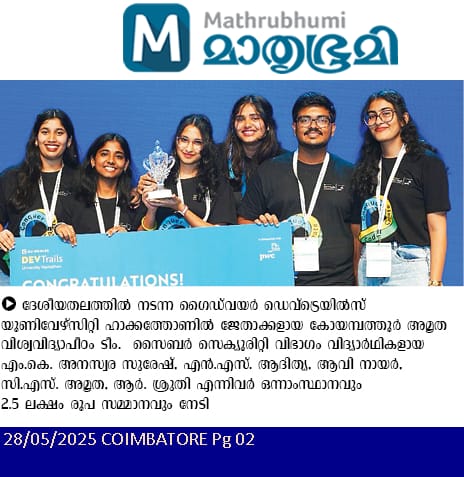 Mathrubhumi
M
മാതൃഭൂമി
GUIDEWIRE
DEVTrails
University Hackathon
pwc
CONGRATULATIONS!
ദേശീയതലത്തിൽ നടന്ന ഗൈഡ്‌വയർ ഡെവ്‌ട്രെയിൽസ്
യൂണിവേഴ്‌സിറ്റി ഹാക്കത്തോണിൽ ജേതാക്കളായ കോയമ്പത്തൂർ അമൃത
വിശ്വവിദ്യാപീഠം ടീം. സൈബർ സെക്യൂരിറ്റി വിഭാഗം വിദ്യാർഥികളായ
എം.കെ. അനസ്വര സുരേഷ്, എൻ.എസ്. ആദിത്യ, ആവി നായർ,
സി.എസ്. അമൃത, ആർ. ശ്രുതി എന്നിവർ ഒന്നാംസ്ഥാനവും
2.5 ലക്ഷം രൂപ സമ്മാനവും നേടി
28/05/2025 COIMBATORE Pg 02